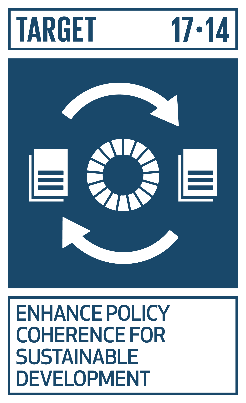 TARGET 17·14
ENHANCE POLICY
COHERENCE FOR
SUSTAINABLE
DEVELOPMENT